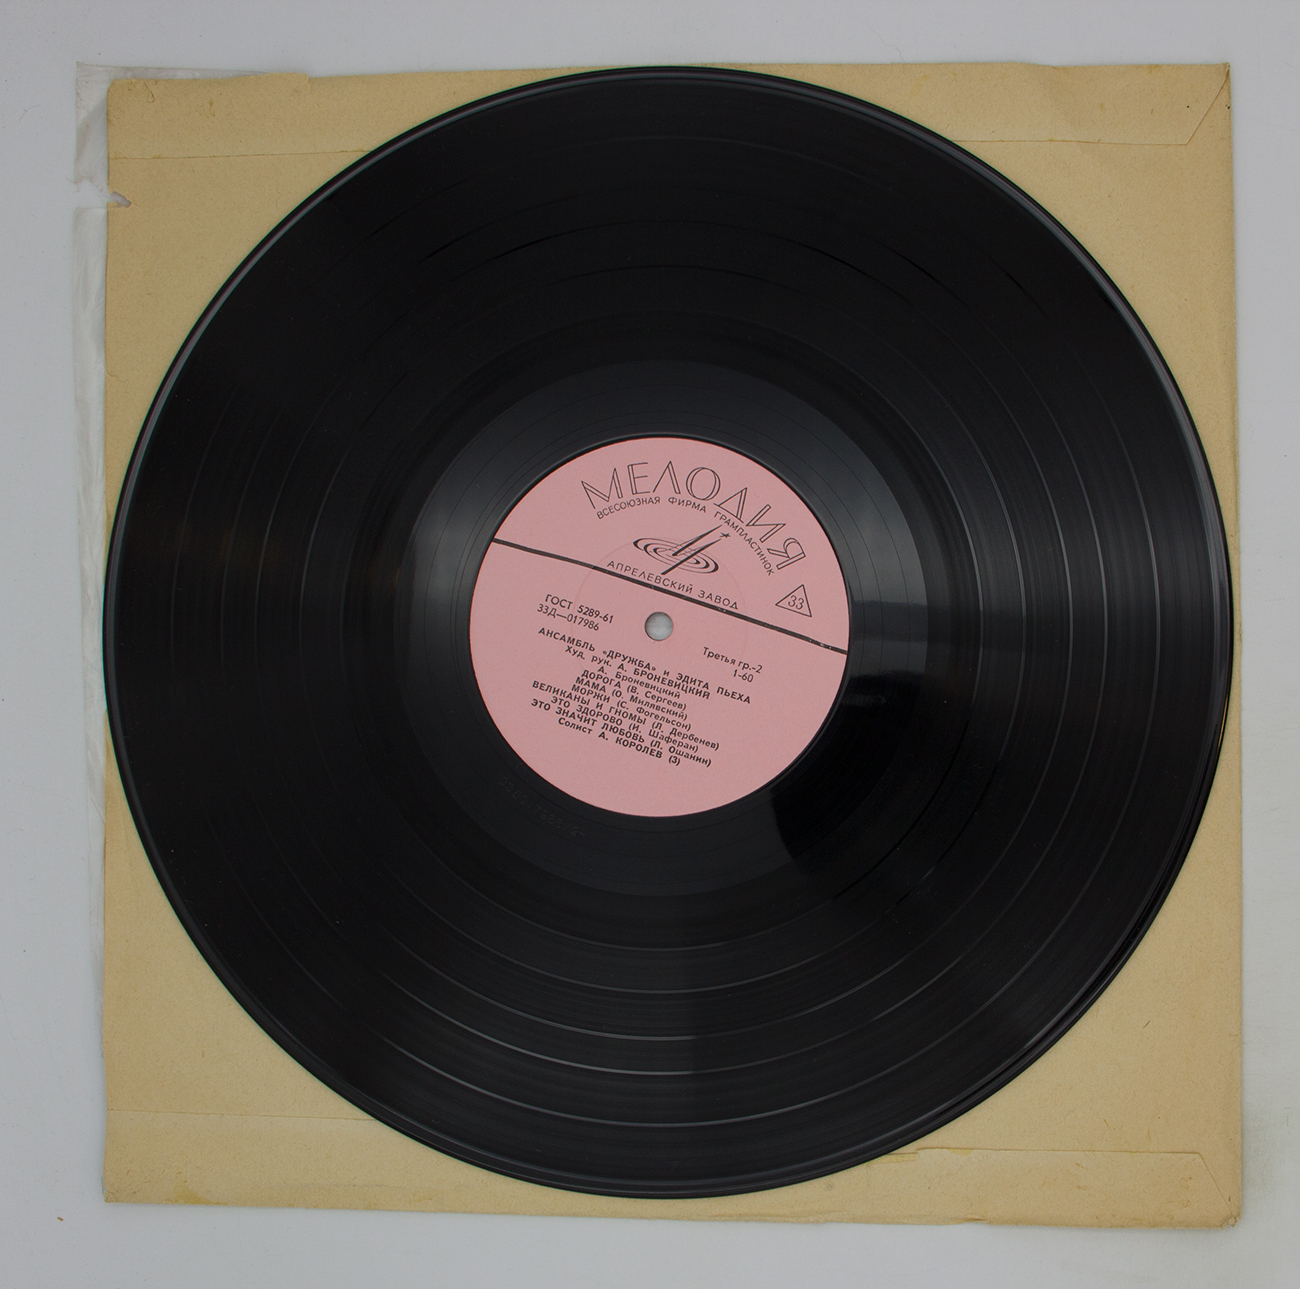 МЕЛОДИЯ
ВСЕСОЮЗНАЯ ФИРМА ГРАМПЛАСТИНОК
АПРЕЛЕВСКИЙ ЗАВОД
33
ГОСТ 5289-61
33Д—017986
Третья гр.-2
1-60
АНСАМБЛЬ «ДРУЖБА» и ЭДИТА ПЬЕХА
Худ. рук. А. БРОНЕВИЦКИЙ
А. Броневицкий
ДОРОГА (В. Сергеев)
МАМА (О. Милявский)
МОРЖИ (С. Фогельсон)
ВЕЛИКАНЫ И ГНОМЫ (Л. Дербенев)
ЭТО ЗДОРОВО (И. Шаферан)
ЭТО ЗНАЧИТ ЛЮБОВЬ (Л. Ошанин)
Солист А. КОРОЛЕВ (3)